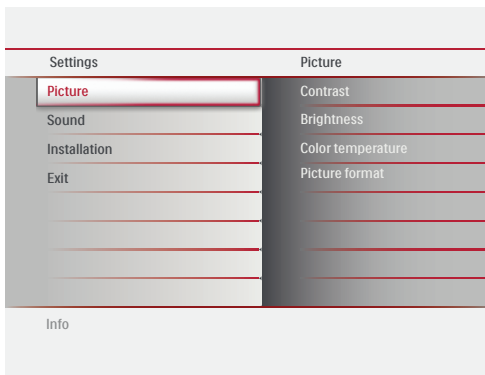 Settings Picture
Picture Contrast
Sound Brightness
Installation Color temperature
Exit Picture format
Info